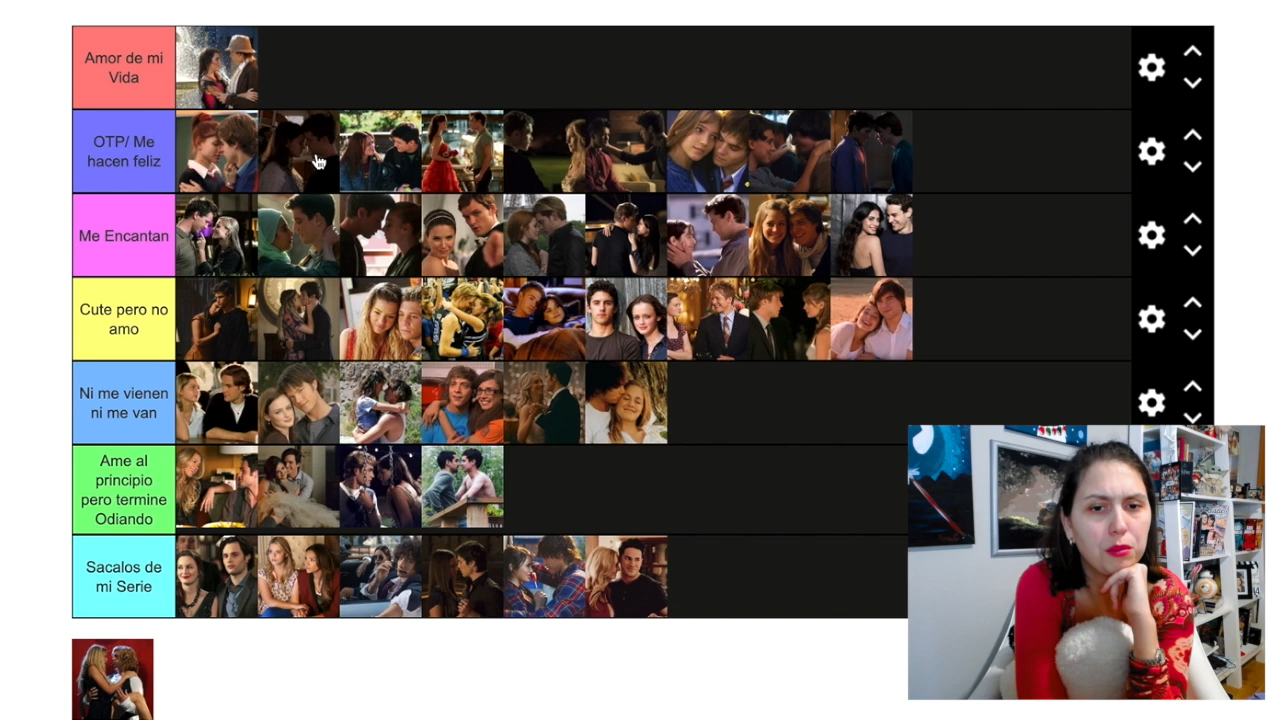 Amor de mi
Vida
OTP/ Me
hacen feliz
Me Encantan
Cute pero no
amo
Ni me vienen
ni me van
Ame al
principio
pero termine
Odiando
Sacalos de
mi Serie